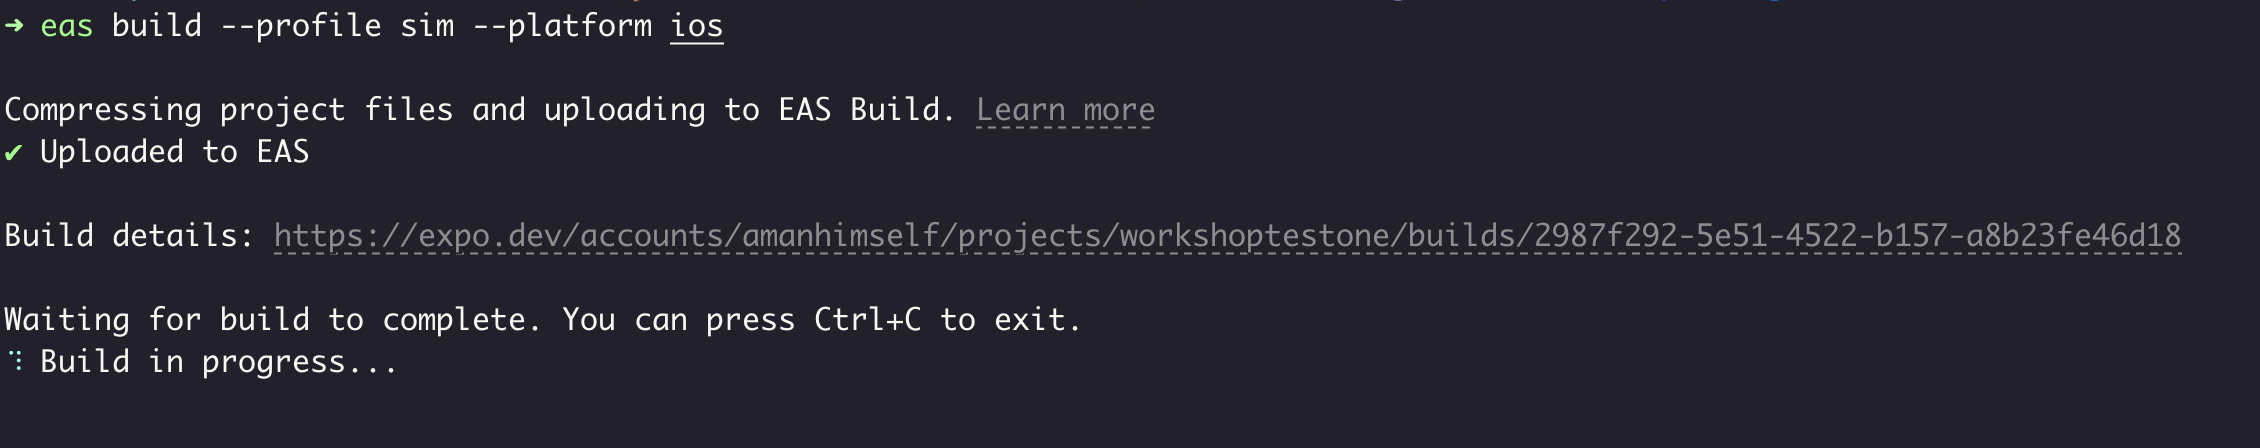 ➜ eas build --profile sim --platform ios
Compressing project files and uploading to EAS Build. Learn more
✔ Uploaded to EAS
Build details: https://expo.dev/accounts/amanhimself/projects/workshoptestone/builds/2987f292-5e51-4522-b157-a8b23fe46d18
Waiting for build to complete. You can press Ctrl+C to exit.
⠹ Build in progress...